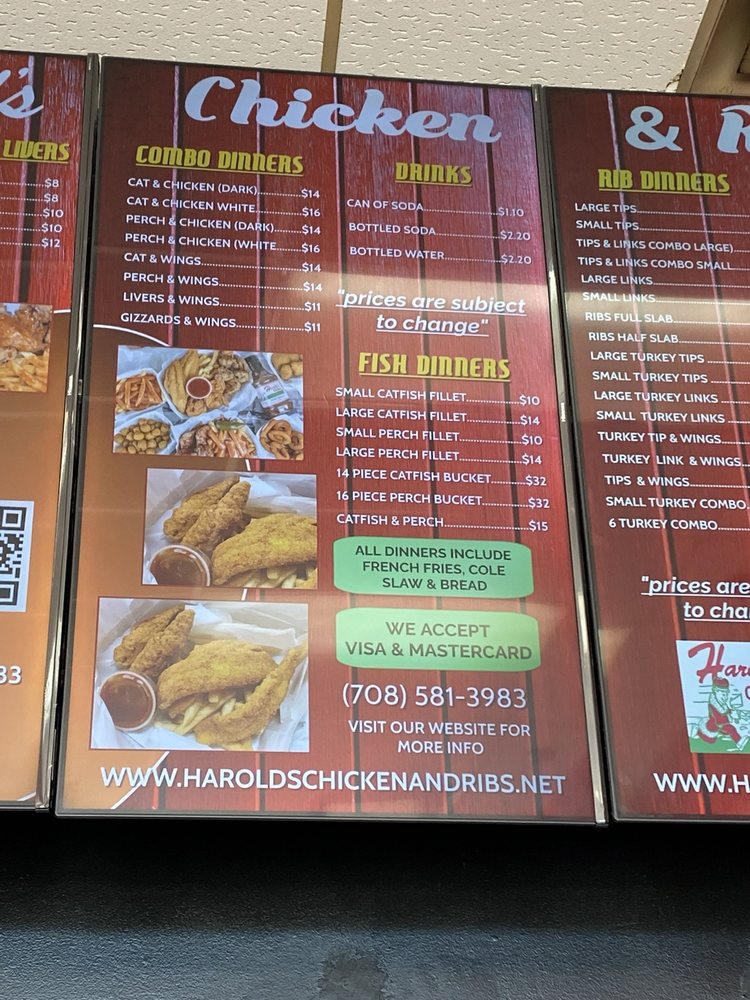 's
LIVERS
$8
$8
$10
$10
$12
33
Chicken
COMBO DINNERS
CAT & CHICKEN (DARK)..............$14
CAT & CHICKEN WHITE..............$16
PERCH & CHICKEN (DARK)..........$14
PERCH & CHICKEN (WHITE..........$16
CAT & WINGS..............$14
PERCH & WINGS..............$14
LIVERS & WINGS..............$11
GIZZARDS & WINGS..............$11
DRINKS
CAN OF SODA..............$1.10
BOTTLED SODA..............$2.20
BOTTLED WATER..............$2.20
"prices are subject
to change"
FISH DINNERS
SMALL CATFISH FILLET..............$10
LARGE CATFISH FILLET..............$14
SMALL PERCH FILLET..............$10
LARGE PERCH FILLET..............$14
14 PIECE CATFISH BUCKET..........$32
16 PIECE PERCH BUCKET..........$32
CATFISH & PERCH..............$15
ALL DINNERS INCLUDE
FRENCH FRIES, COLE
SLAW & BREAD
WE ACCEPT
VISA & MASTERCARD
(708) 581-3983
VISIT OUR WEBSITE FOR
MORE INFO
WWW.HAROLDSCHICKENANDRIBS.NET
& R
RIB DINNERS
LARGE TIPS
SMALL TIPS
TIPS & LINKS COMBO LARGE)
TIPS & LINKS COMBO SMALL
LARGE LINKS
SMALL LINKS
RIBS FULL SLAB
RIBS HALF SLAB
LARGE TURKEY TIPS
SMALL TURKEY TIPS
LARGE TURKEY LINKS
SMALL TURKEY LINKS
TURKEY TIP & WINGS
TURKEY LINK & WINGS
TIPS & WINGS
SMALL TURKEY COMBO
6 TURKEY COMBO
"prices are
to cha
Har
WWW.H